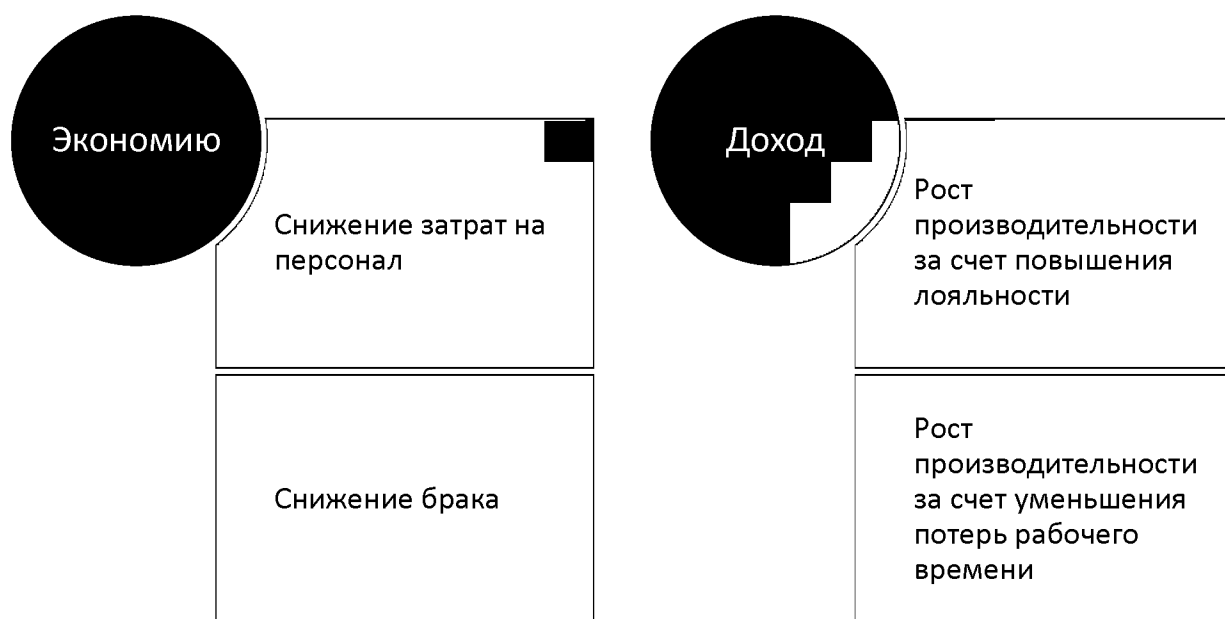 Экономию
Снижение затрат на
персонал
Снижение брака
Доход
Рост
производительности
за счет повышения
лояльности
Рост
производительности
за счет уменьшения
потерь рабочего
времени